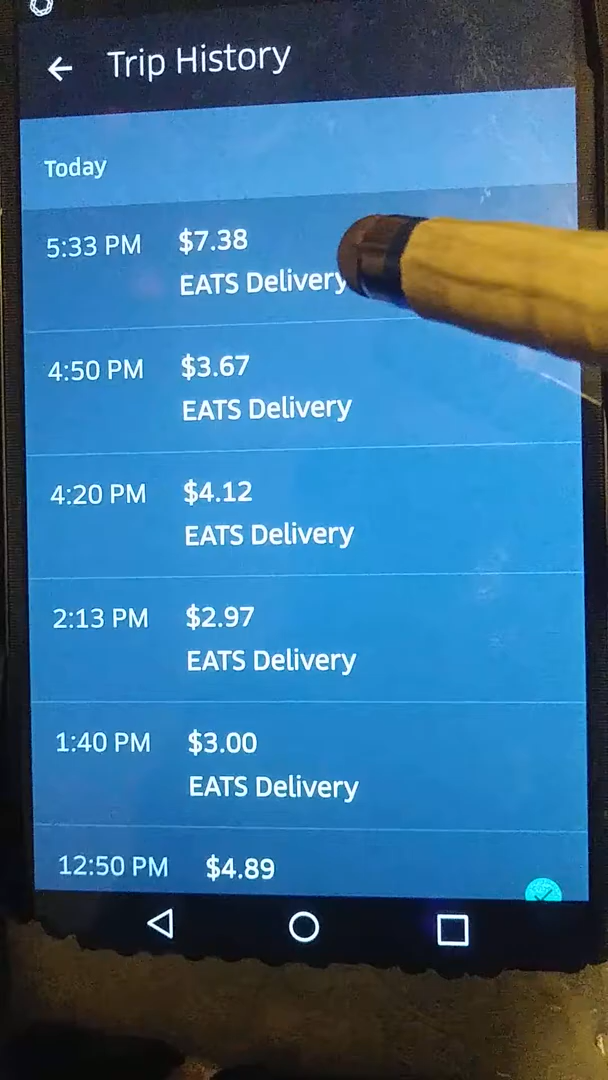 Trip History
Today
5:33 PM $7.38
EATS Delivery
4:50 PM $3.67
EATS Delivery
4:20 PM $4.12
EATS Delivery
2:13 PM $2.97
EATS Delivery
1:40 PM $3.00
EATS Delivery
12:50 PM $4.89